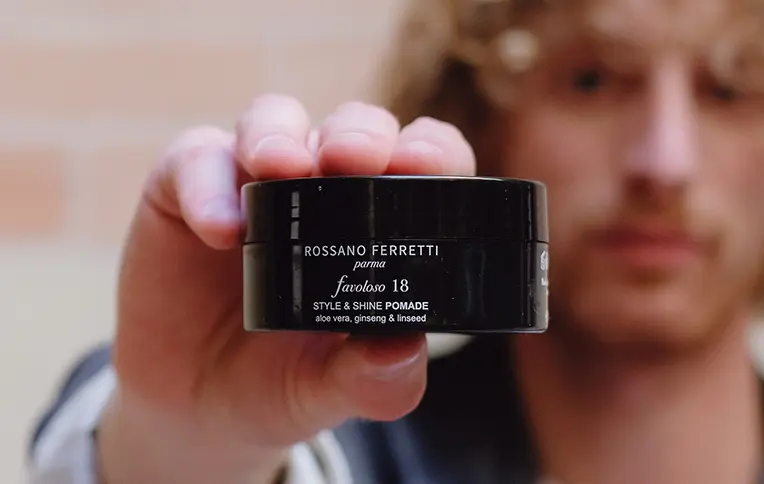 ROSSANO FERRETTI
parma
favoloso 18
STYLE & SHINE POMADE
aloe vera, ginseng & linseed